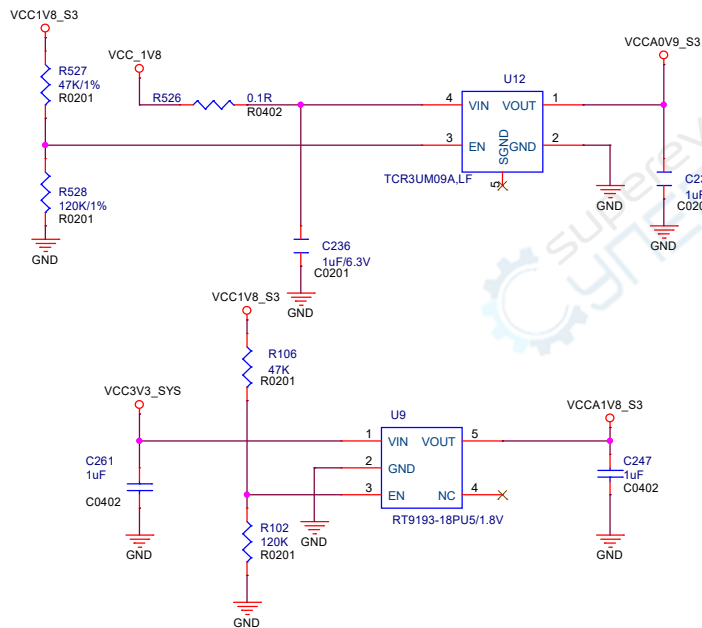 VCC1V8_S3
VCC_1V8
VCCA0V9_S3
R527
47K/1%
R0201
R526
0.1R
R0402
U12
4
VIN
VOUT
1
3
EN
GND
2
SGND
5
TCR3UM09A,LF
R528
120K/1%
R0201
GND
C236
1uF/6.3V
C0201
GND
GND
GND
superev
VCC1V8_S3
R106
47K
R0201
VCC3V3_SYS
VCCA1V8_S3
U9
1
VIN
VOUT
5
2
GND
3
EN
NC
4
RT9193-18PU5/1.8V
C261
1uF
C0402
GND
R102
120K
R0201
GND
GND
C247
1uF
C0402
GND